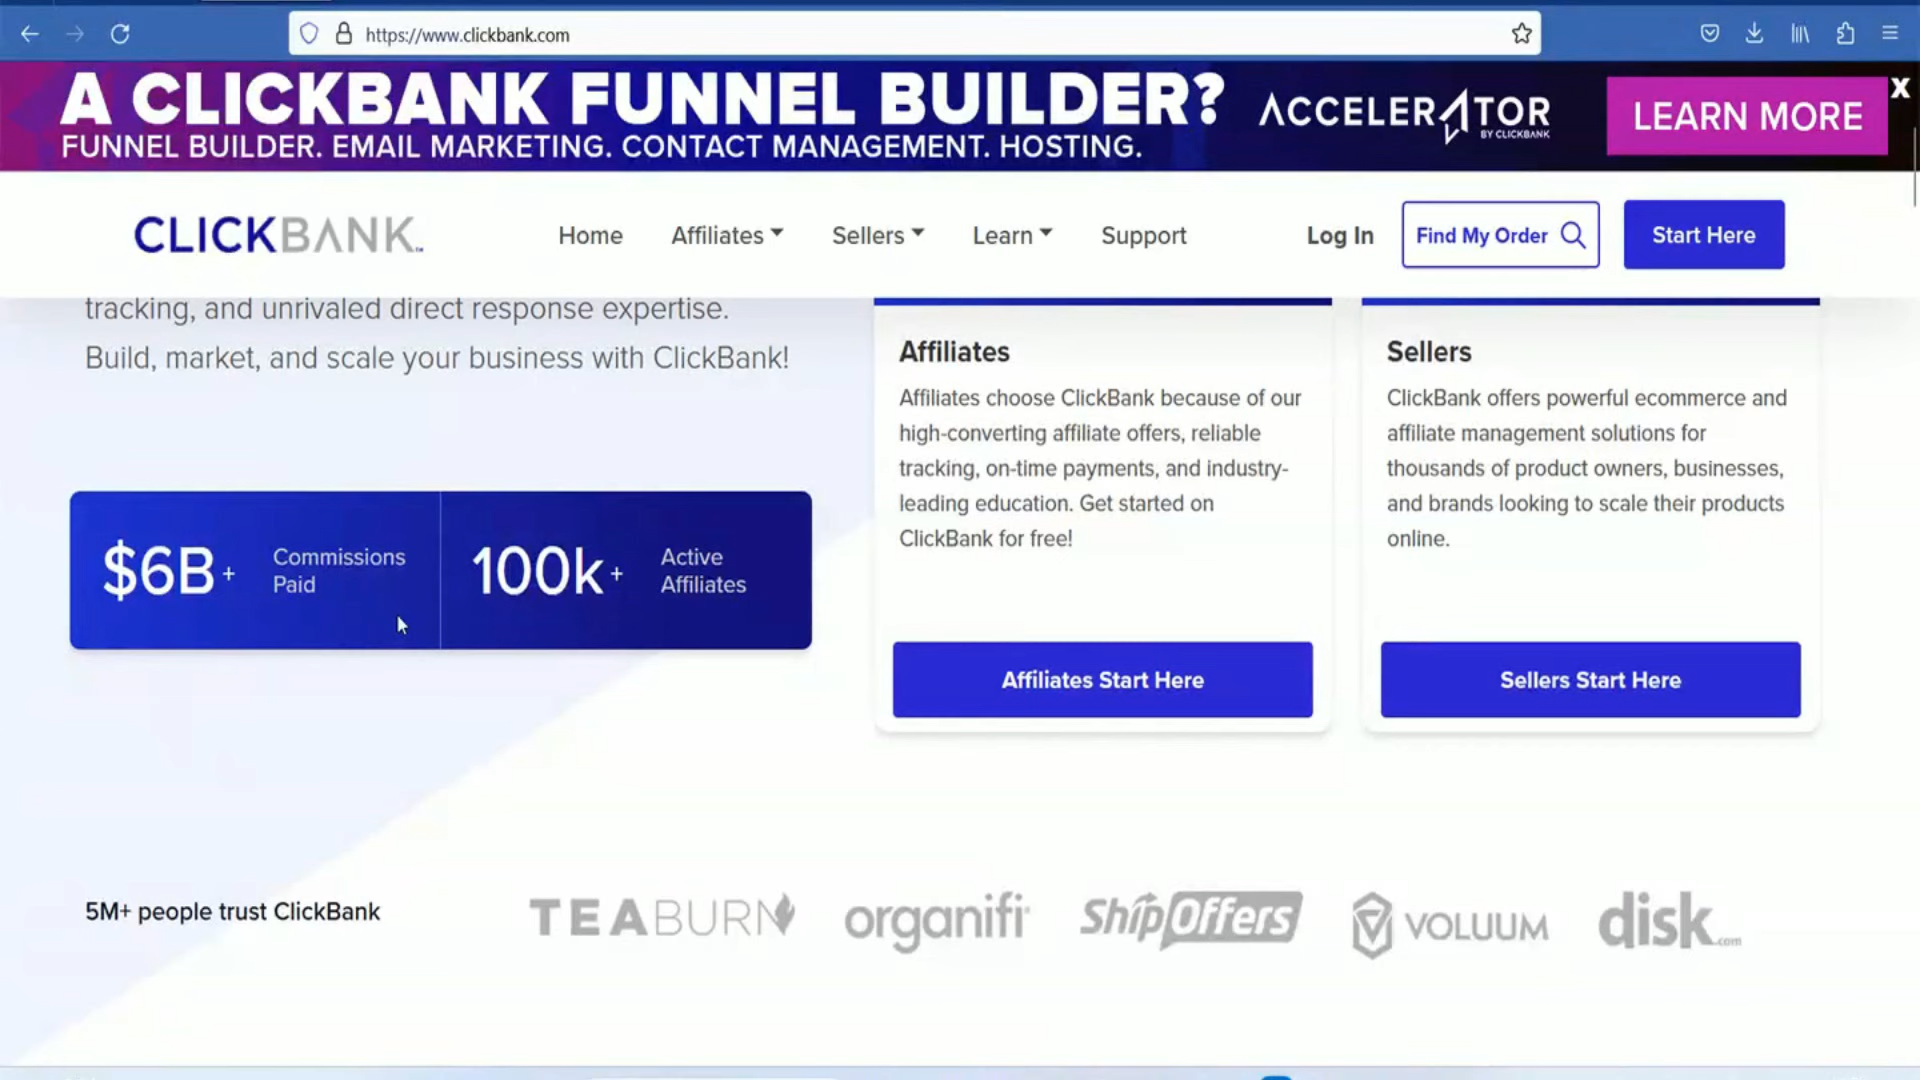 https://www.clickbank.com
A CLICKBANK FUNNEL BUILDER?
FUNNEL BUILDER. EMAIL MARKETING. CONTACT MANAGEMENT. HOSTING.
ACCELERATOR
BY CLICKBANK
LEARN MORE
X
CLICKBANK
Home
Affiliates
Sellers
Learn
Support
Log In
Find My Order
Start Here
tracking, and unrivaled direct response expertise.
Build, market, and scale your business with ClickBank!
$6B+
Commissions
Paid
100k+
Active
Affiliates
Affiliates
Affiliates choose ClickBank because of our
high-converting affiliate offers, reliable
tracking, on-time payments, and industry-
leading education. Get started on
ClickBank for free!
Affiliates Start Here
Sellers
ClickBank offers powerful ecommerce and
affiliate management solutions for
thousands of product owners, businesses,
and brands looking to scale their products
online.
Sellers Start Here
5M+ people trust ClickBank
TEABURN
organifi
ShipOffers
VOLUUM
disk.com